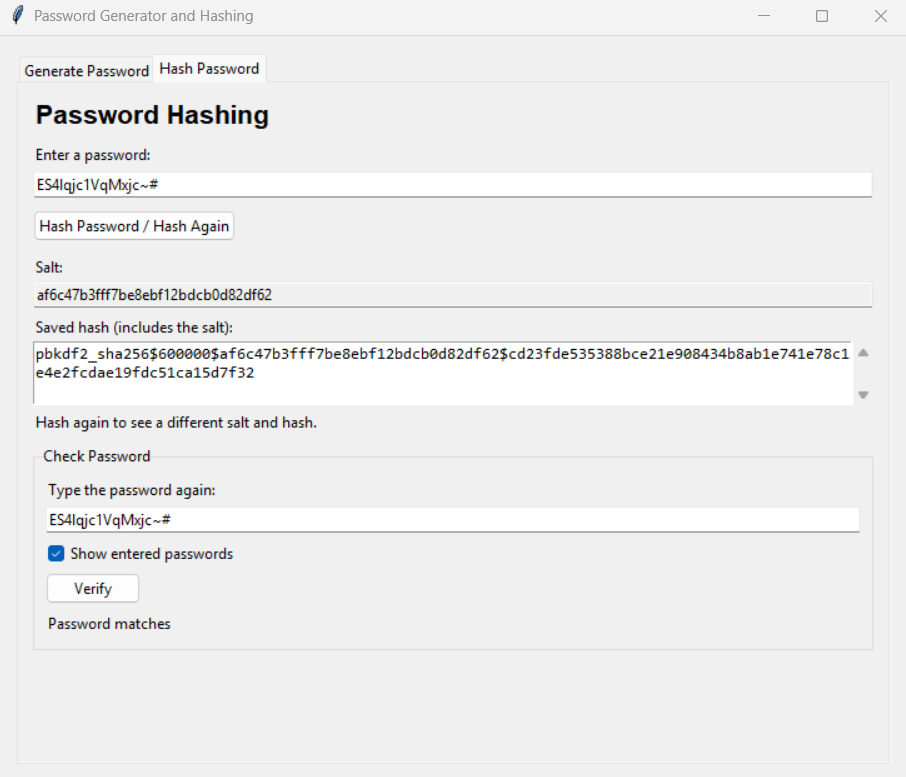 Password Generator and Hashing
Generate Password
Hash Password
Password Hashing
Enter a password:
ES4Iqjc1VqMxjc~#
Hash Password / Hash Again
Salt:
af6c47b3fff7be8ebf12bdcb0d82df62
Saved hash (includes the salt):
pbkdf2_sha256$600000$af6c47b3fff7be8ebf12bdcb0d82df62$cd23fde535388bce21e908434b8ab1e741e78c1
e4e2fcdae19fdc51ca15d7f32
Hash again to see a different salt and hash.
Check Password
Type the password again:
ES4Iqjc1VqMxjc~#
Show entered passwords
Verify
Password matches